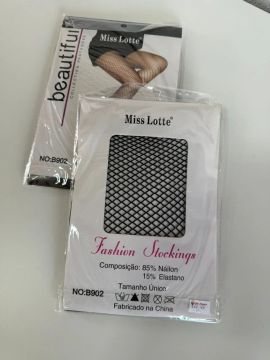 Miss Lotte®
beautiful
NO:B902
Miss Lotte®
Fashion Stockings
Composição: 85% Náilon
15% Elastano
Tamanho Único
NO:B902
Fabricado na China